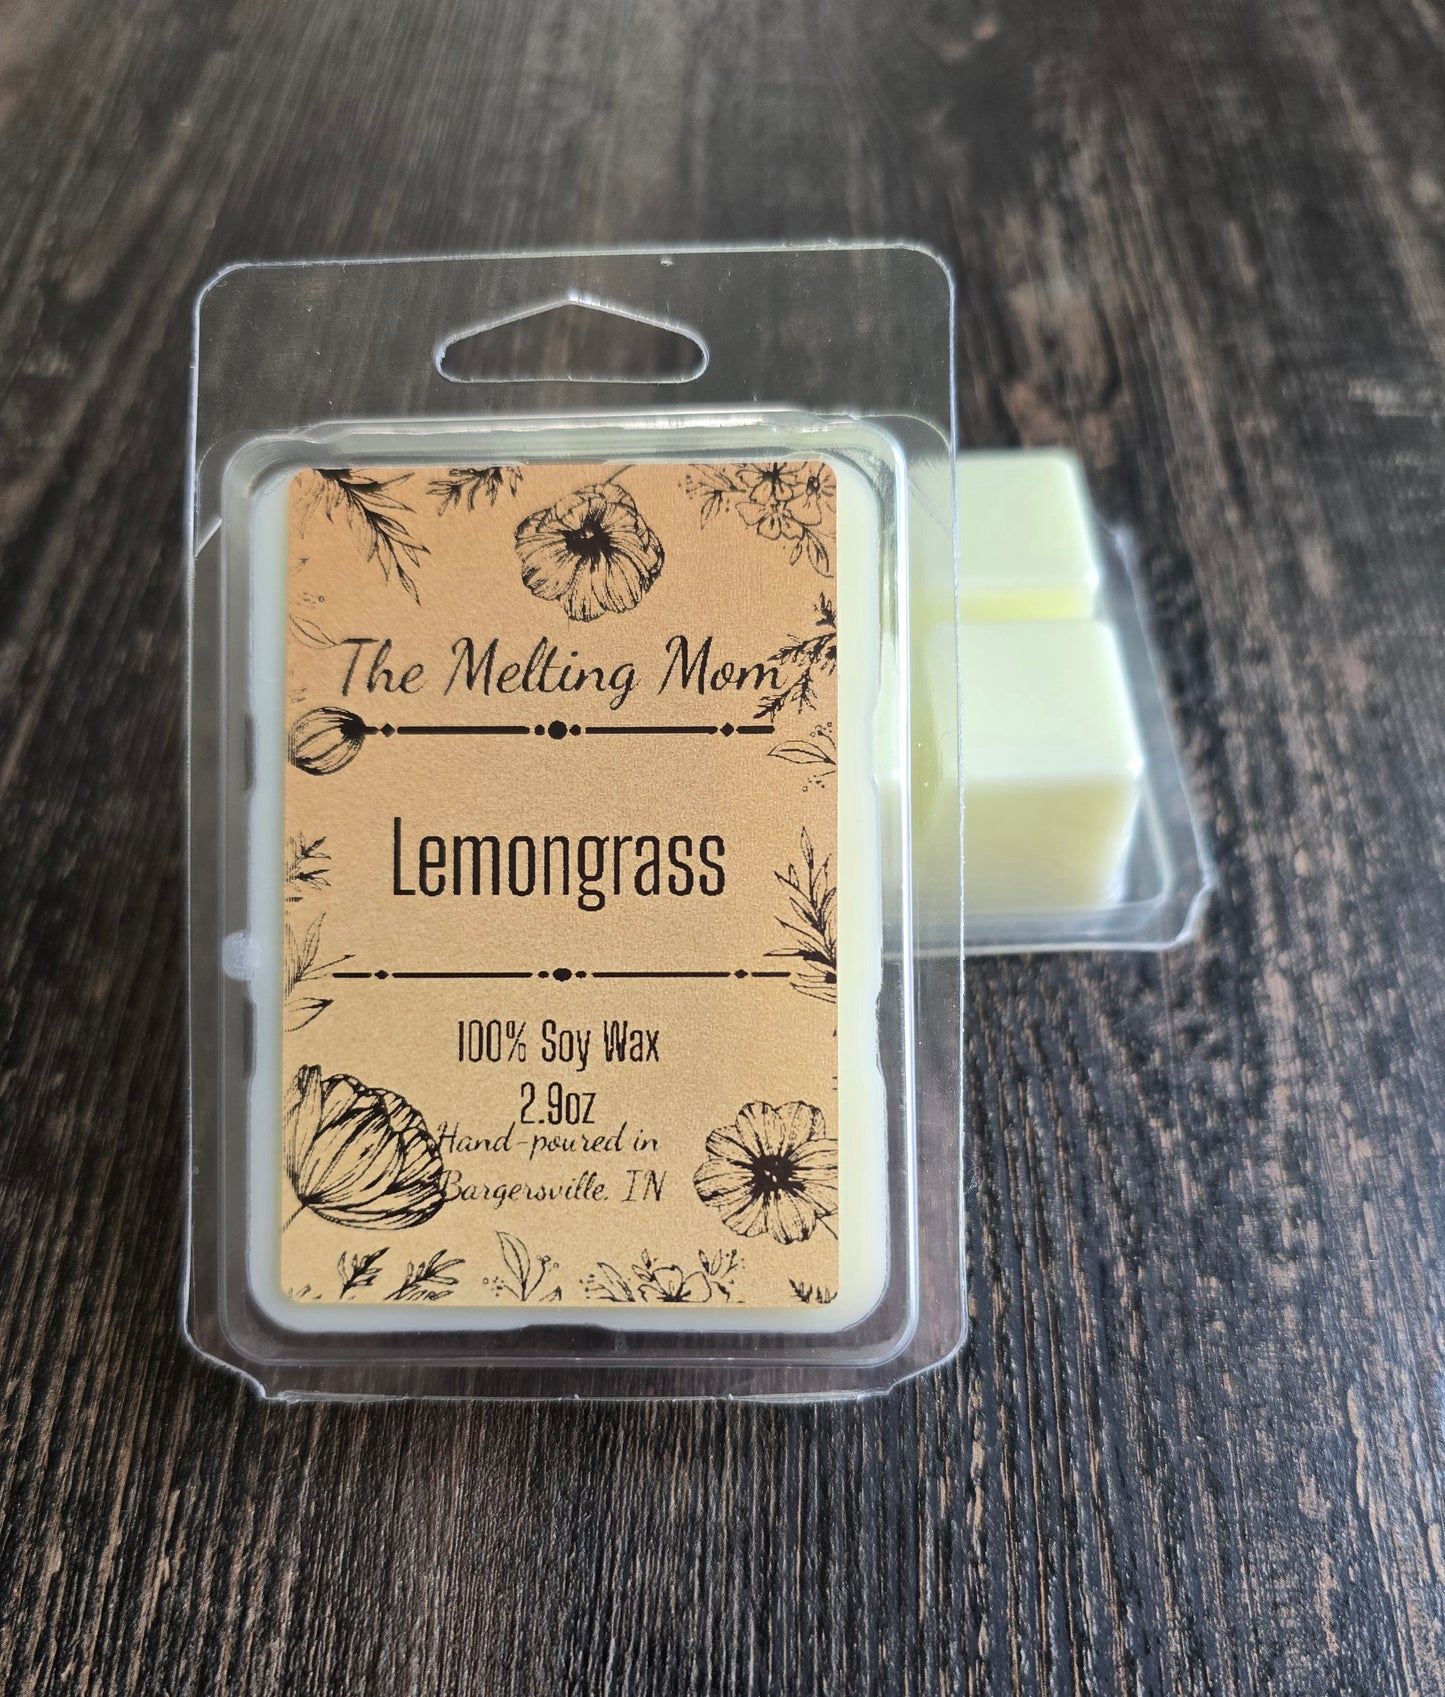 The Melting Mom
Lemongrass
100% Soy Wax
2.9oz
Hand-poured in
Bargersville, IN